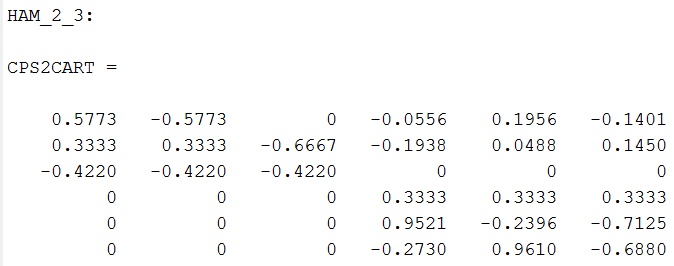 HAM_2_3:
CPS2CART =
0.5773 -0.5773 0 -0.0556 0.1956 -0.1401
0.3333 0.3333 -0.6667 -0.1938 0.0488 0.1450
-0.4220 -0.4220 -0.4220 0 0 0
0 0 0 0.3333 0.3333 0.3333
0 0 0 0.9521 -0.2396 -0.7125
0 0 0 -0.2730 0.9610 -0.6880